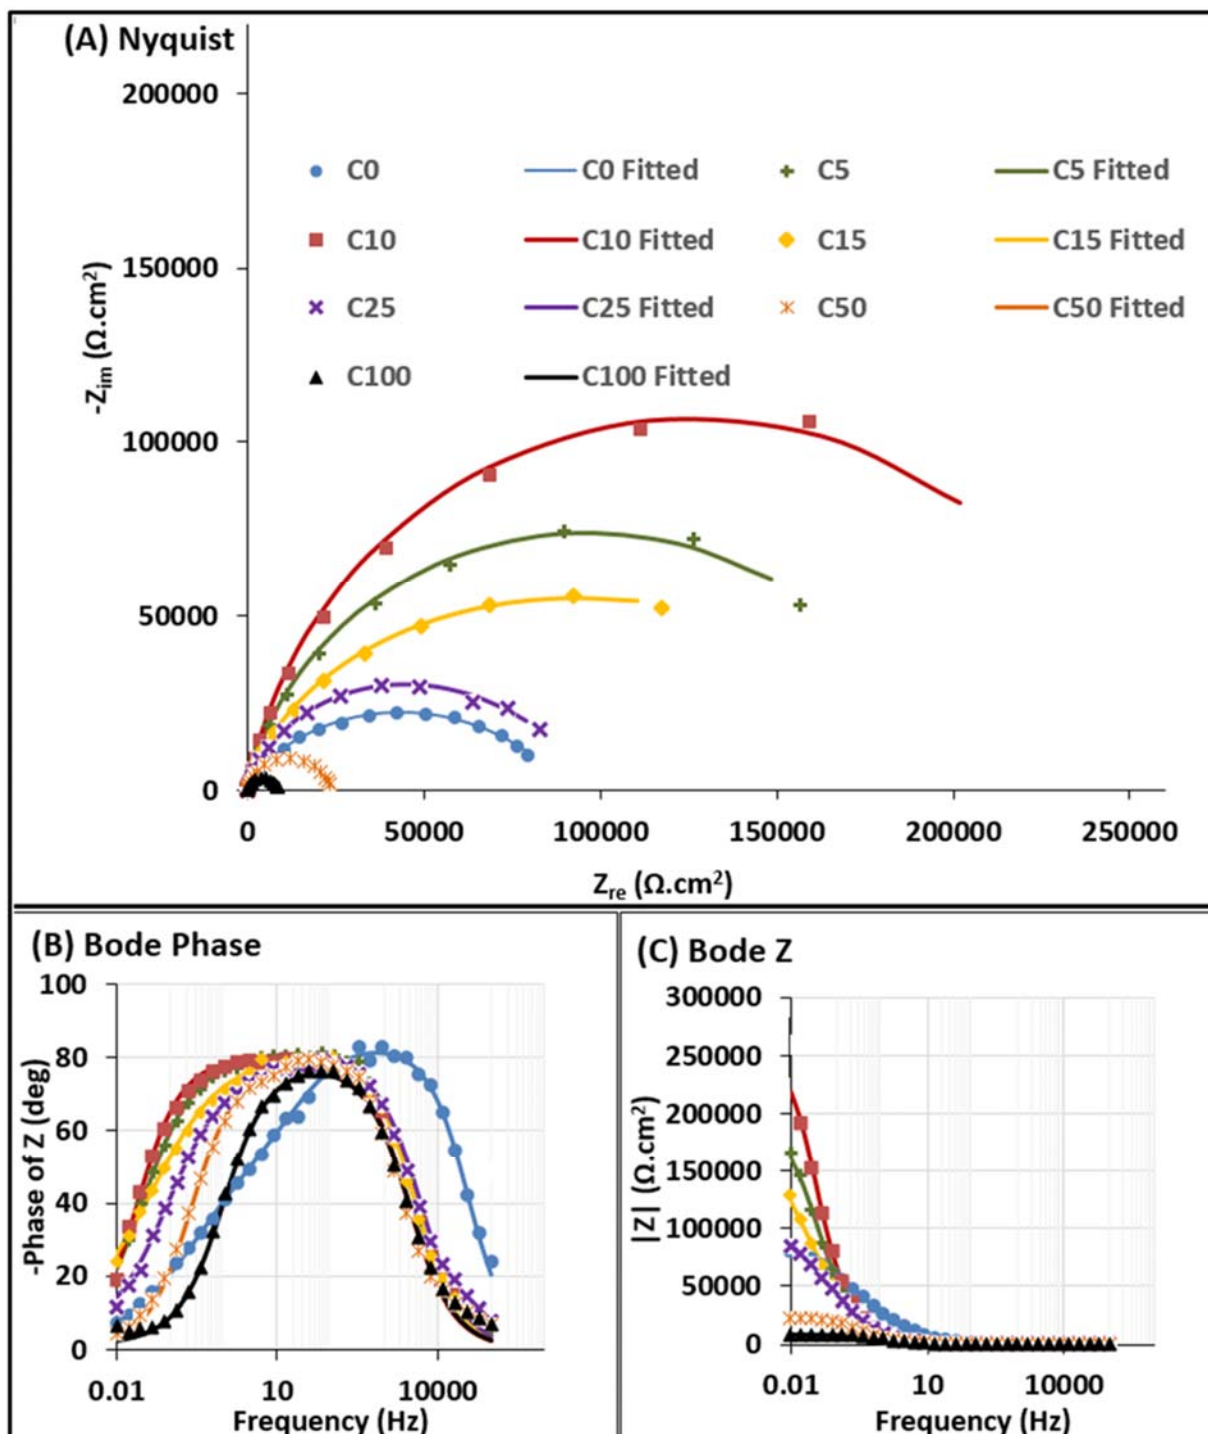 (A) Nyquist
200000
C0 C0 Fitted C5 C5 Fitted
C10 C10 Fitted C15 C15 Fitted
150000
C25 C25 Fitted C50 C50 Fitted
C100 C100 Fitted
-Zim (Ω.cm²)
100000
50000
0
0 50000 100000 150000 200000 250000
Zre (Ω.cm²)
(B) Bode Phase
100
80
60
40
20
0
-Phase of Z (deg)
0.01 10 10000
Frequency (Hz)
(C) Bode Z
300000
250000
200000
150000
100000
50000
0
|Z| (Ω.cm²)
0.01 10 10000
Frequency (Hz)